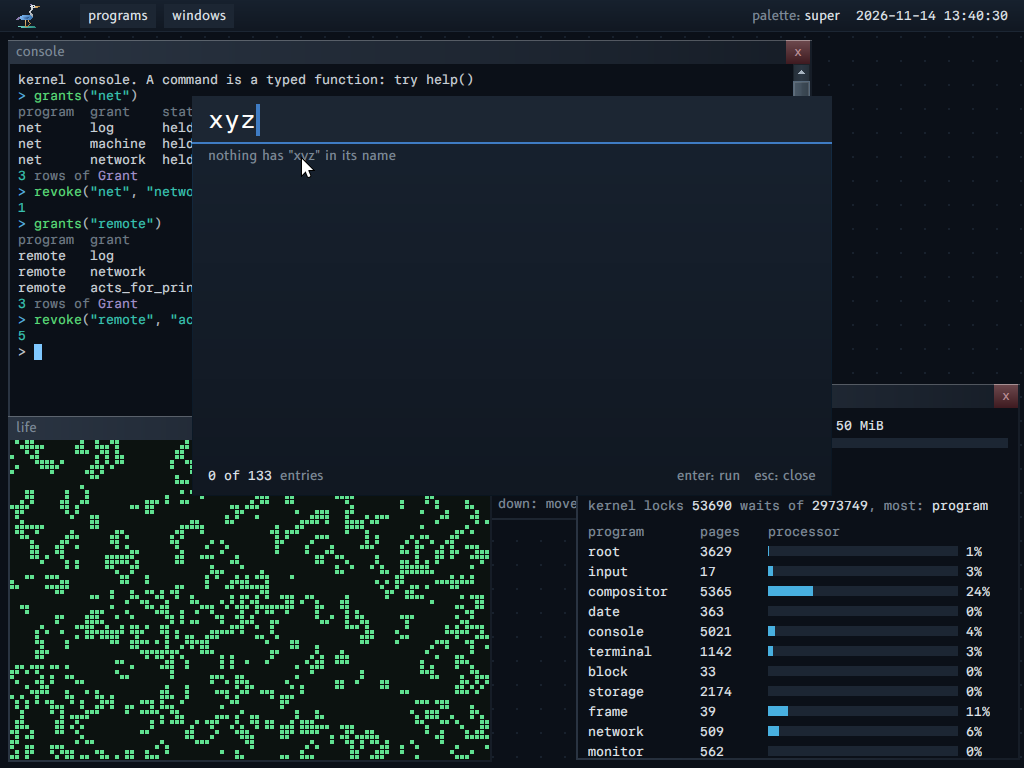 programs windows palette: super 2026-11-14 13:40:30
console x
kernel console. A command is a typed function: try help()
> grants("net")
program grant stat
net log held
net machine held
net network held
3 rows of Grant
> revoke("net", "netwo
1
> grants("remote")
program grant
remote log
remote network
remote acts_for_prin
3 rows of Grant
> revoke("remote", "ac
5
>
xyz
nothing has "xyz" in its name
0 of 133 entries enter: run esc: close
life
down: move
x
50 MiB
kernel locks 53690 waits of 2973749, most: program
program pages processor
root 3629 1%
input 17 3%
compositor 5365 24%
date 363 0%
console 5021 4%
terminal 1142 3%
block 33 0%
storage 2174 0%
frame 39 11%
network 509 6%
monitor 562 0%